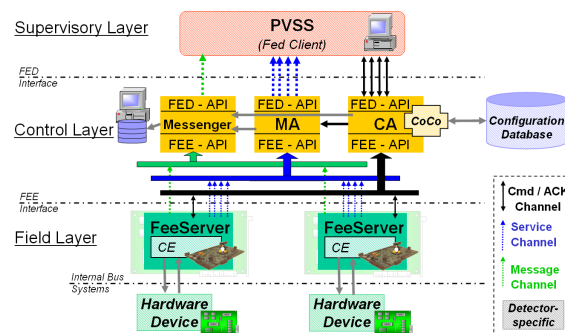 Supervisory Layer
PVSS
(Fed Client)
FED
Interface
FED - API
FED - API
FED - API
Control Layer
Messenger
MA
CA
CoCo
Configuration
Database
FEE - API
FEE - API
FEE - API
Cmd / ACK
Channel
FEE
Interface
Service
Channel
Field Layer
FeeServer
CE
FeeServer
CE
Message
Channel
Internal Bus
Systems
Hardware
Device
Hardware
Device
Detector-
specific